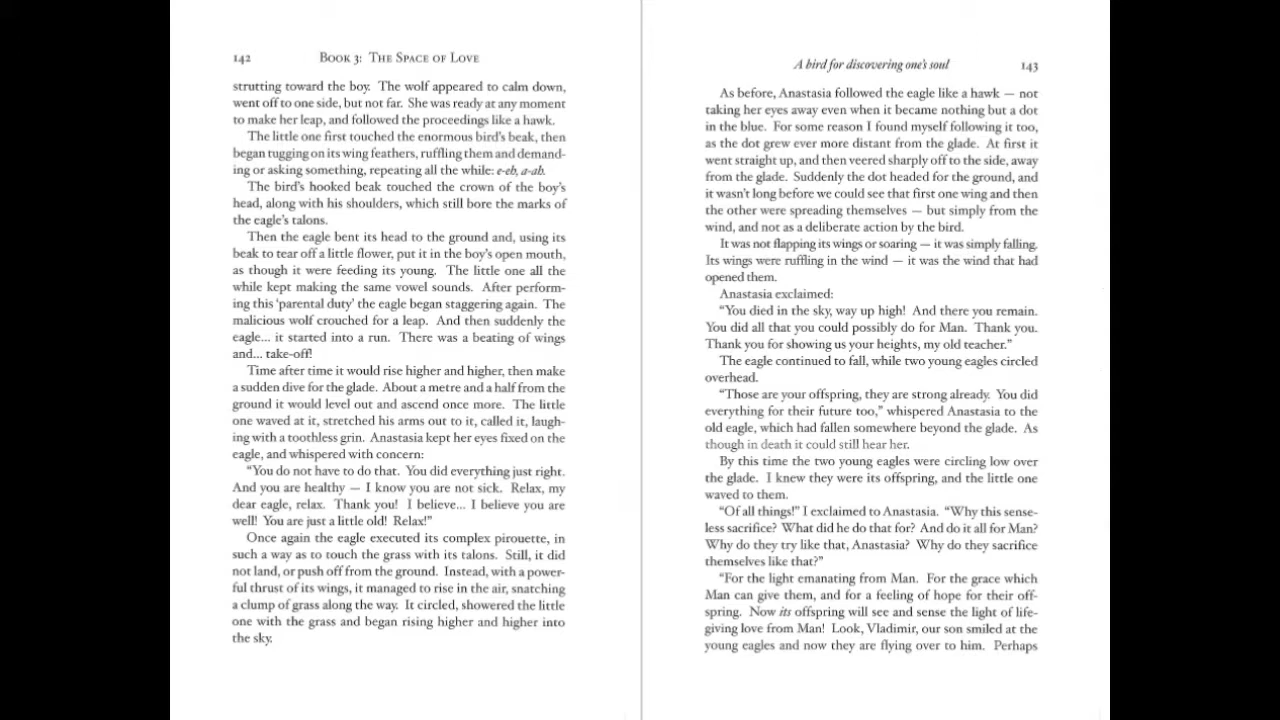 142 Book 3: The Space of Love
strutting toward the boy. The wolf appeared to calm down,
went off to one side, but not far. She was ready at any moment
to make her leap, and followed the proceedings like a hawk.
The little one first touched the enormous bird's beak, then
began tugging on its wing feathers, ruffling them and demand-
ing or asking something, repeating all the while: e-eh, a-ah.
The bird's hooked beak touched the crown of the boy's
head, along with his shoulders, which still bore the marks of
the eagle's talons.
Then the eagle bent its head to the ground and, using its
beak to tear off a little flower, put it in the boy's open mouth,
as though it were feeding its young. The little one all the
while kept making the same vowel sounds. After perform-
ing this ‘parental duty’ the eagle began staggering again. The
malicious wolf crouched for a leap. And then suddenly the
eagle... it started into a run. There was a beating of wings
and... take-off!
Time after time it would rise higher and higher, then make
a sudden dive for the glade. About a metre and a half from the
ground it would level out and ascend once more. The little
one waved at it, stretched his arms out to it, called it, laugh-
ing with a toothless grin. Anastasia kept her eyes fixed on the
eagle, and whispered with concern:
“You do not have to do that. You did everything just right.
And you are healthy — I know you are not sick. Relax, my
dear eagle, relax. Thank you! I believe... I believe you are
well! You are just a little old! Relax!”
Once again the eagle executed its complex pirouette, in
such a way as to touch the grass with its talons. Still, it did
not land, or push off from the ground. Instead, with a power-
ful thrust of its wings, it managed to rise in the air, snatching
a clump of grass along the way. It circled, showered the little
one with the grass and began rising higher and higher into
the sky.
A bird for discovering one's soul 143
As before, Anastasia followed the eagle like a hawk — not
taking her eyes away even when it became nothing but a dot
in the blue. For some reason I found myself following it too,
as the dot grew ever more distant from the glade. At first it
went straight up, and then veered sharply off to the side, away
from the glade. Suddenly the dot headed for the ground, and
it wasn't long before we could see that first one wing and then
the other were spreading themselves — but simply from the
wind, and not as a deliberate action by the bird.
It was not flapping its wings or soaring — it was simply falling.
Its wings were ruffling in the wind — it was the wind that had
opened them.
Anastasia exclaimed:
“You died in the sky, way up high! And there you remain.
You did all that you could possibly do for Man. Thank you.
Thank you for showing us your heights, my old teacher.”
The eagle continued to fall, while two young eagles circled
overhead.
“Those are your offspring, they are strong already. You did
everything for their future too,” whispered Anastasia to the
old eagle, which had fallen somewhere beyond the glade. As
though in death it could still hear her.
By this time the two young eagles were circling low over
the glade. I knew they were its offspring, and the little one
waved to them.
“Of all things!” I exclaimed to Anastasia. “Why this sense-
less sacrifice? What did he do that for? And do it all for Man?
Why do they try like that, Anastasia? Why do they sacrifice
themselves like that?”
“For the light emanating from Man. For the grace which
Man can give them, and for a feeling of hope for their off-
spring. Now its offspring will see and sense the light of life-
giving love from Man! Look, Vladimir, our son smiled at the
young eagles and now they are flying over to him. Perhaps